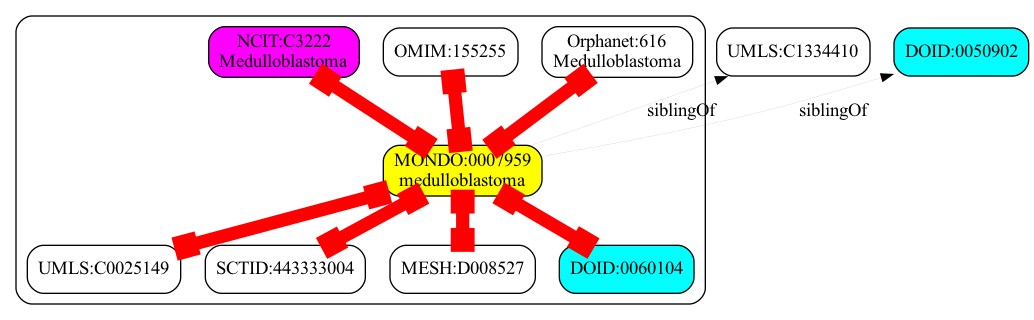 NCIT:C3222
Medulloblastoma
OMIM:155255
Orphanet:616
Medulloblastoma
UMLS:C1334410
DOID:0050902
siblingOf
siblingOf
MONDO:0007959
medulloblastoma
UMLS:C0025149
SCTID:443333004
MESH:D008527
DOID:0060104